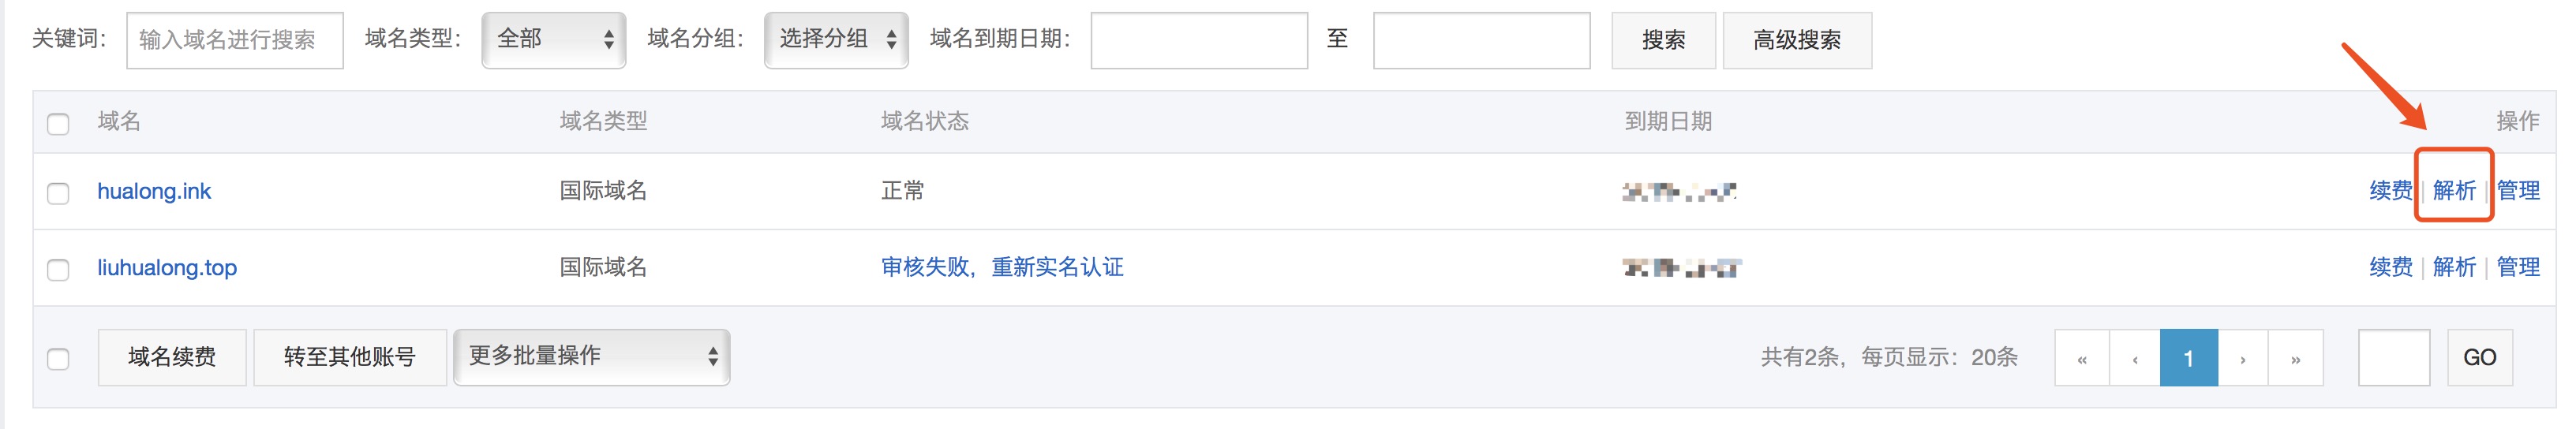 关键词： 输入域名进行搜索 域名类型： 全部 域名分组： 选择分组 域名到期日期： 至 搜索 高级搜索
域名 域名类型 域名状态 到期日期 操作
hualong.ink 国际域名 正常 续费 | 解析 | 管理
liuhualong.top 国际域名 审核失败，重新实名认证 续费 | 解析 | 管理
域名续费 转至其他账号 更多批量操作 共有2条，每页显示：20条 « ‹ 1 › » GO